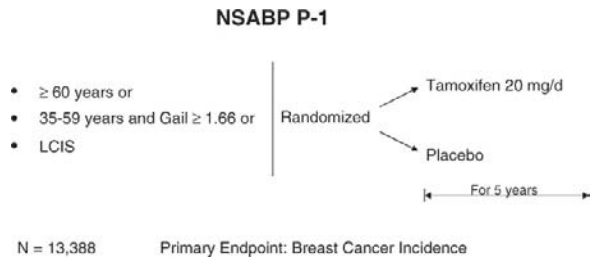 NSABP P-1
• ≥ 60 years or
• 35-59 years and Gail ≥ 1.66 or
• LCIS
Randomized
Tamoxifen 20 mg/d
Placebo
For 5 years
N = 13,388 Primary Endpoint: Breast Cancer Incidence